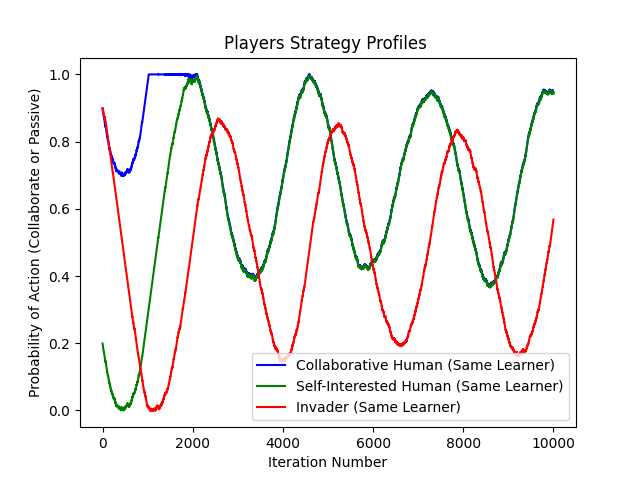 Players Strategy Profiles
Probability of Action (Collaborate or Passive)
1.0
0.8
0.6
0.4
0.2
0.0
Collaborative Human (Same Learner)
Self-Interested Human (Same Learner)
Invader (Same Learner)
0 2000 4000 6000 8000 10000
Iteration Number